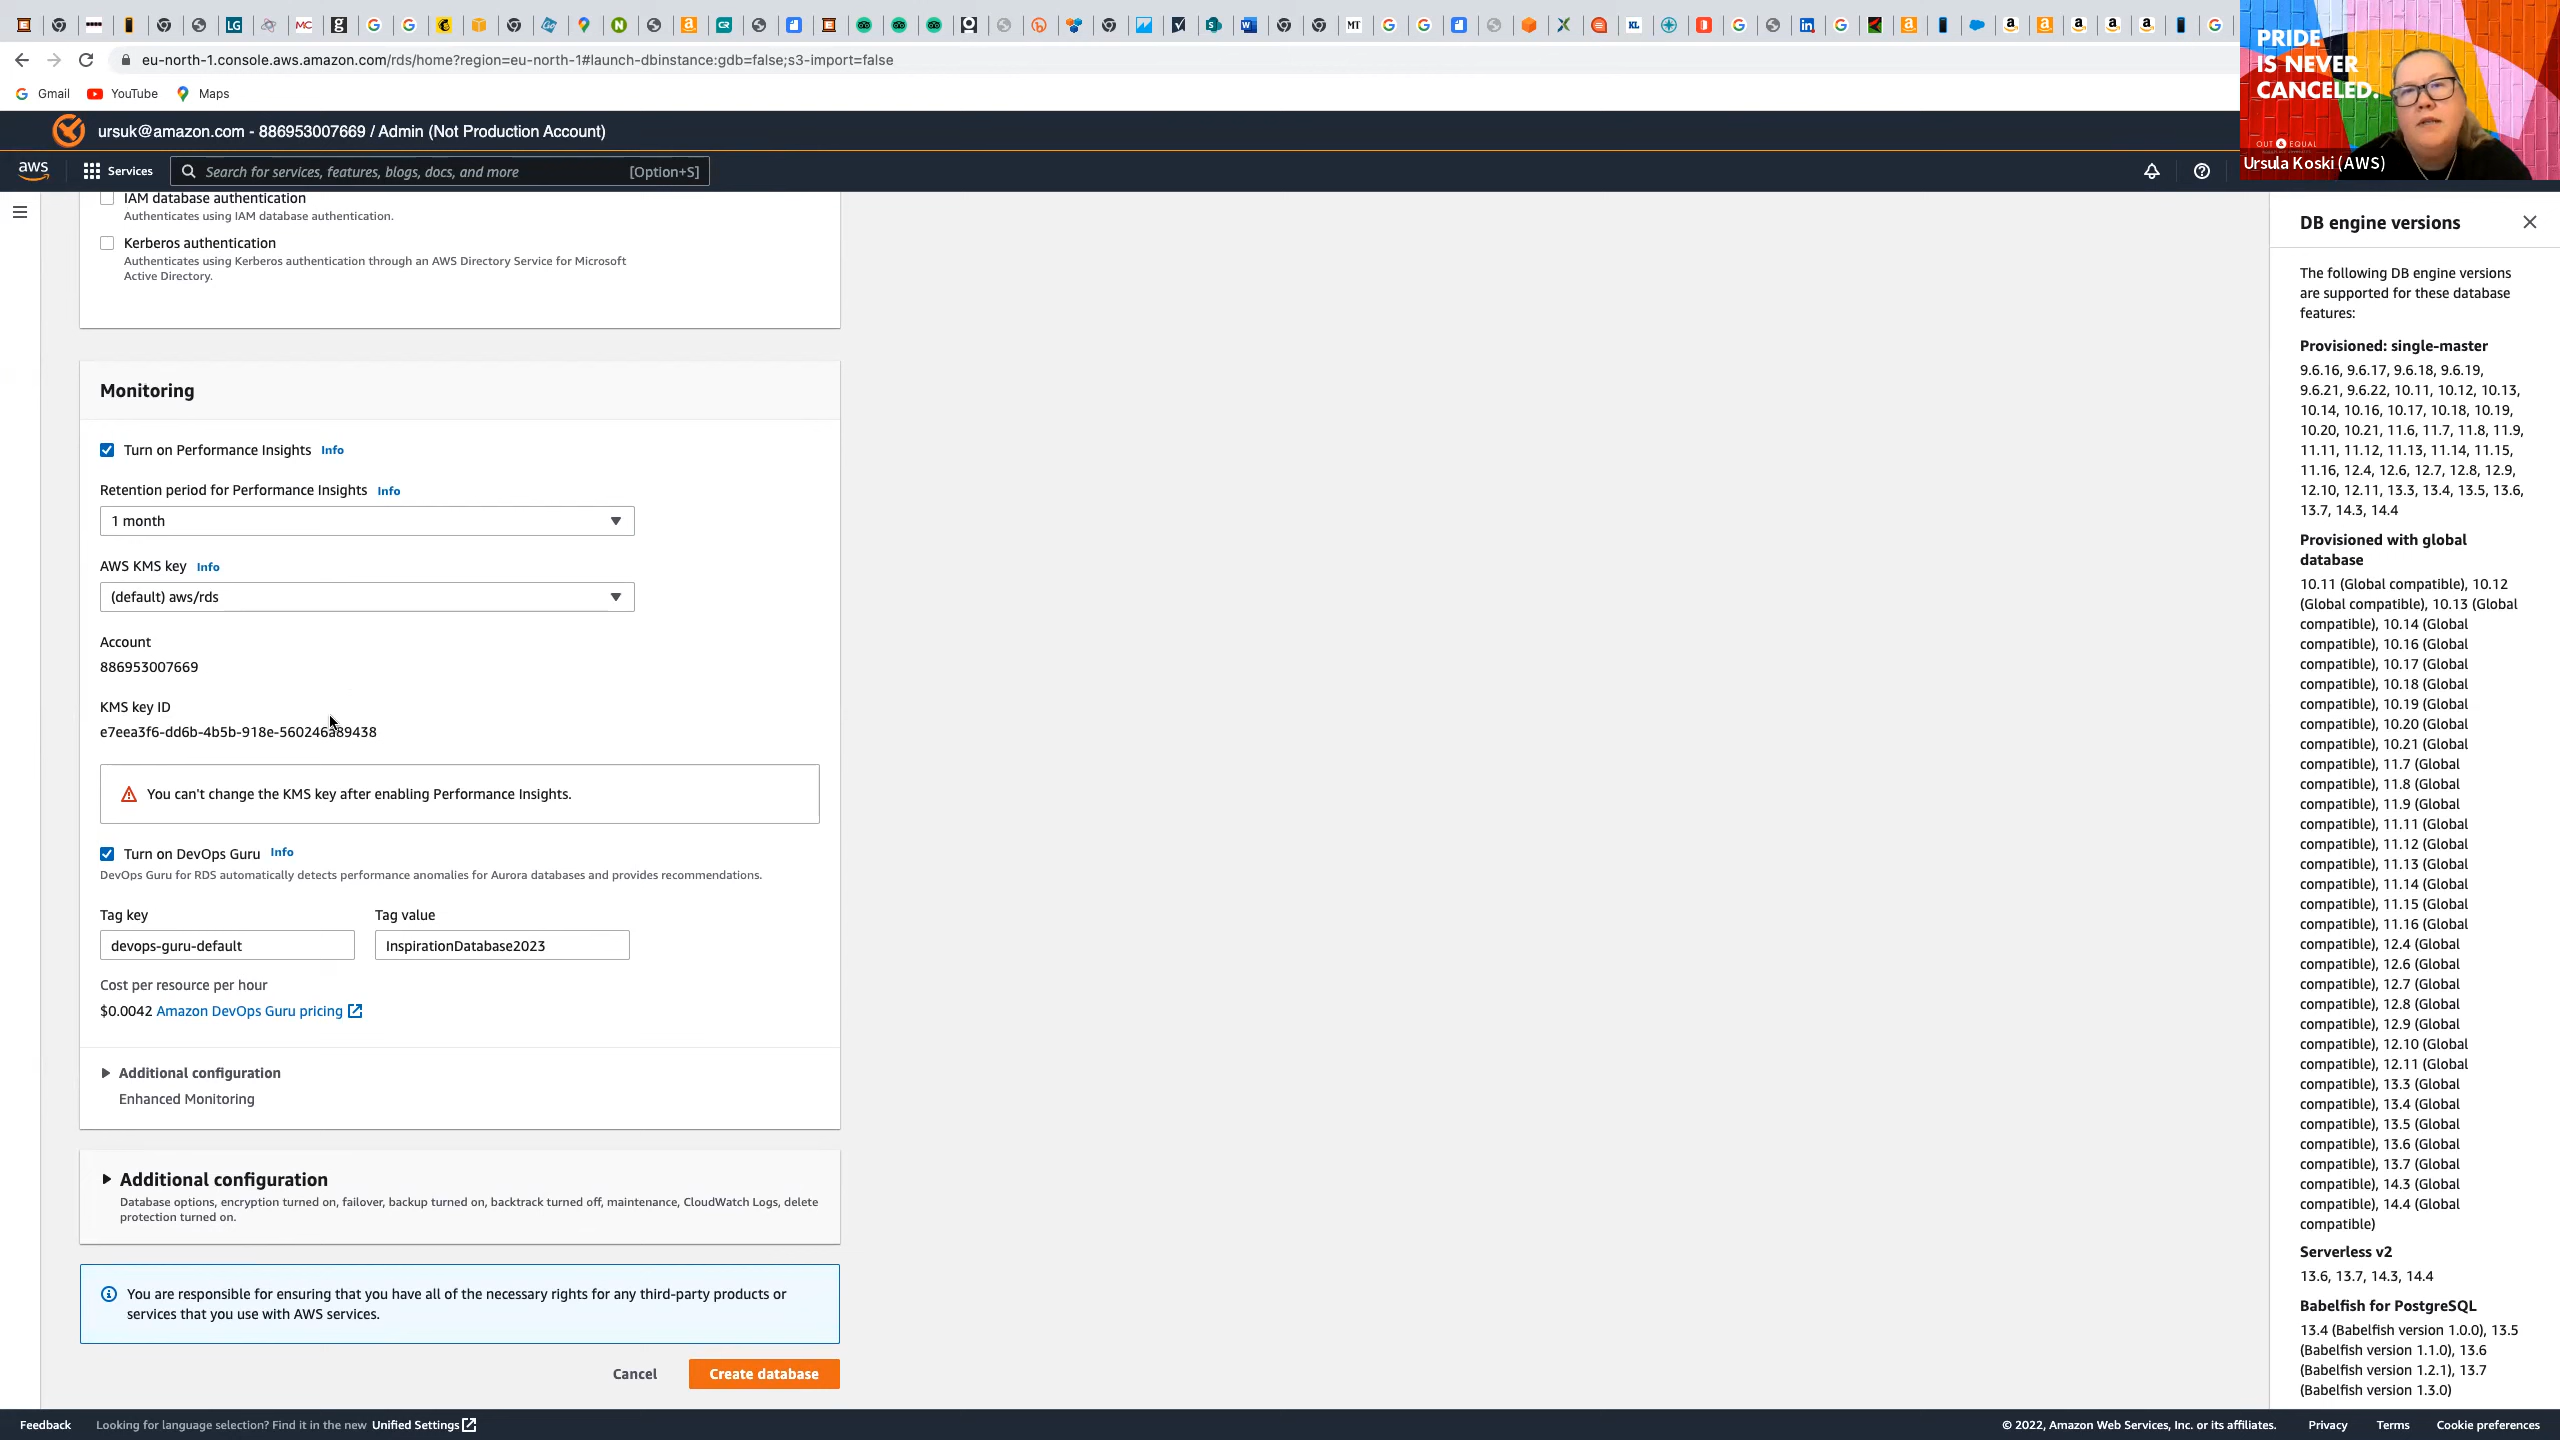 eu-north-1.console.aws.amazon.com/rds/home?region=eu-north-1#launch-dbinstance:gdb=false;s3-import=false
Gmail YouTube Maps
ursuk@amazon.com - 886953007669 / Admin (Not Production Account)
PRIDE
IS NEVER
CANCELED.
OUT & EQUAL
Ursula Koski (AWS)
aws Services Search for services, features, blogs, docs, and more [Option+S]
IAM database authentication
Authenticates using IAM database authentication.
Kerberos authentication
Authenticates using Kerberos authentication through an AWS Directory Service for Microsoft
Active Directory.
Monitoring
Turn on Performance Insights Info
Retention period for Performance Insights Info
1 month
AWS KMS key Info
(default) aws/rds
Account
886953007669
KMS key ID
e7eea3f6-dd6b-4b5b-918e-560246a89438
You can't change the KMS key after enabling Performance Insights.
Turn on DevOps Guru Info
DevOps Guru for RDS automatically detects performance anomalies for Aurora databases and provides recommendations.
Tag key Tag value
devops-guru-default InspirationDatabase2023
Cost per resource per hour
$0.0042 Amazon DevOps Guru pricing
Additional configuration
Enhanced Monitoring
Additional configuration
Database options, encryption turned on, failover, backup turned on, backtrack turned off, maintenance, CloudWatch Logs, delete
protection turned on.
You are responsible for ensuring that you have all of the necessary rights for any third-party products or
services that you use with AWS services.
Cancel Create database
DB engine versions
The following DB engine versions
are supported for these database
features:
Provisioned: single-master
9.6.16, 9.6.17, 9.6.18, 9.6.19,
9.6.21, 9.6.22, 10.11, 10.12, 10.13,
10.14, 10.16, 10.17, 10.18, 10.19,
10.20, 10.21, 11.6, 11.7, 11.8, 11.9,
11.11, 11.12, 11.13, 11.14, 11.15,
11.16, 12.4, 12.6, 12.7, 12.8, 12.9,
12.10, 12.11, 13.3, 13.4, 13.5, 13.6,
13.7, 14.3, 14.4
Provisioned with global
database
10.11 (Global compatible), 10.12
(Global compatible), 10.13 (Global
compatible), 10.14 (Global
compatible), 10.16 (Global
compatible), 10.17 (Global
compatible), 10.18 (Global
compatible), 10.19 (Global
compatible), 10.20 (Global
compatible), 10.21 (Global
compatible), 11.7 (Global
compatible), 11.8 (Global
compatible), 11.9 (Global
compatible), 11.11 (Global
compatible), 11.12 (Global
compatible), 11.13 (Global
compatible), 11.14 (Global
compatible), 11.15 (Global
compatible), 11.16 (Global
compatible), 12.4 (Global
compatible), 12.6 (Global
compatible), 12.7 (Global
compatible), 12.8 (Global
compatible), 12.9 (Global
compatible), 12.10 (Global
compatible), 12.11 (Global
compatible), 13.3 (Global
compatible), 13.4 (Global
compatible), 13.5 (Global
compatible), 13.6 (Global
compatible), 13.7 (Global
compatible), 14.3 (Global
compatible), 14.4 (Global
compatible)
Serverless v2
13.6, 13.7, 14.3, 14.4
Babelfish for PostgreSQL
13.4 (Babelfish version 1.0.0), 13.5
(Babelfish version 1.1.0), 13.6
(Babelfish version 1.2.1), 13.7
(Babelfish version 1.3.0)
Feedback Looking for language selection? Find it in the new Unified Settings © 2022, Amazon Web Services, Inc. or its affiliates. Privacy Terms Cookie preferences